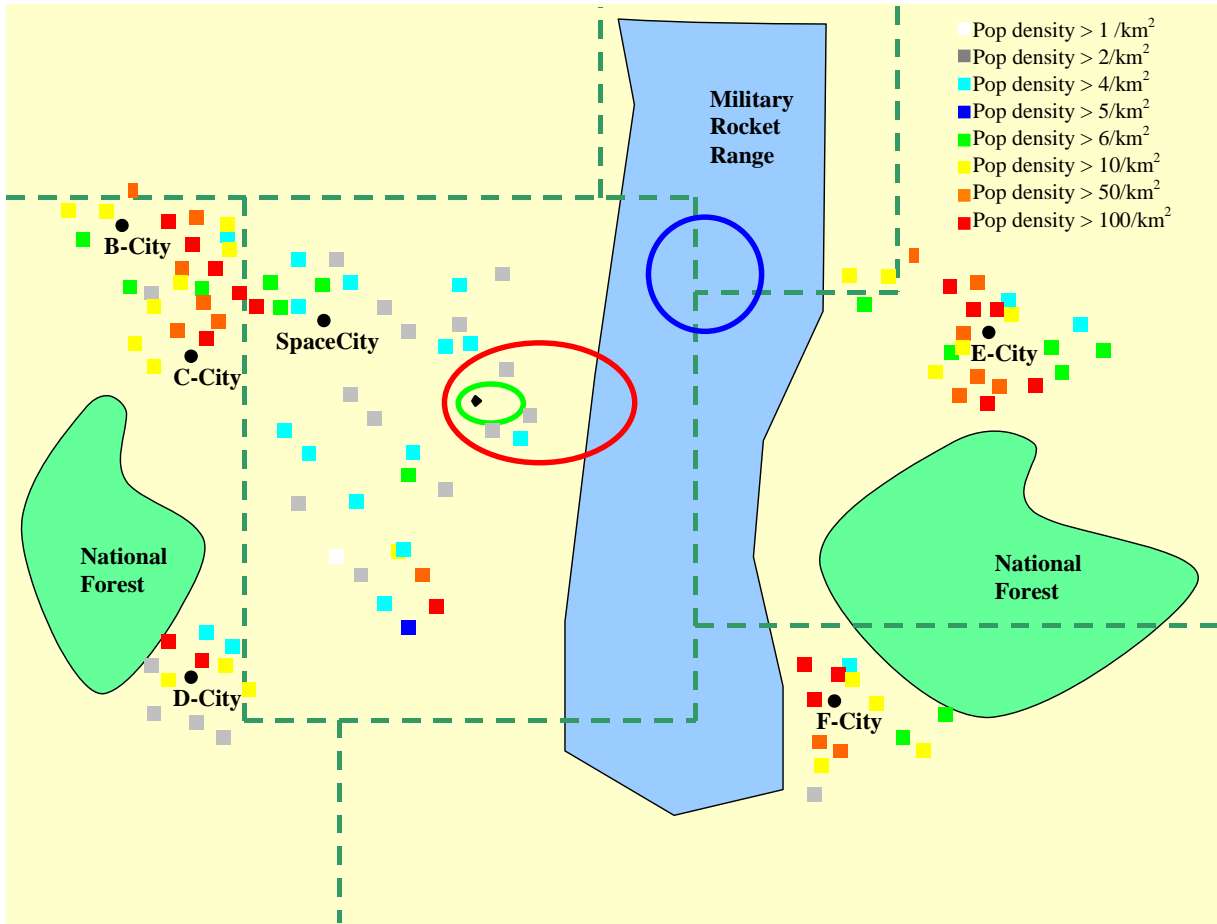 Pop density > 1 /km²
Pop density > 2/km²
Pop density > 4/km²
Pop density > 5/km²
Pop density > 6/km²
Pop density > 10/km²
Pop density > 50/km²
Pop density > 100/km²
Military
Rocket
Range
B-City
SpaceCity
C-City
E-City
National
Forest
National
Forest
D-City
F-City